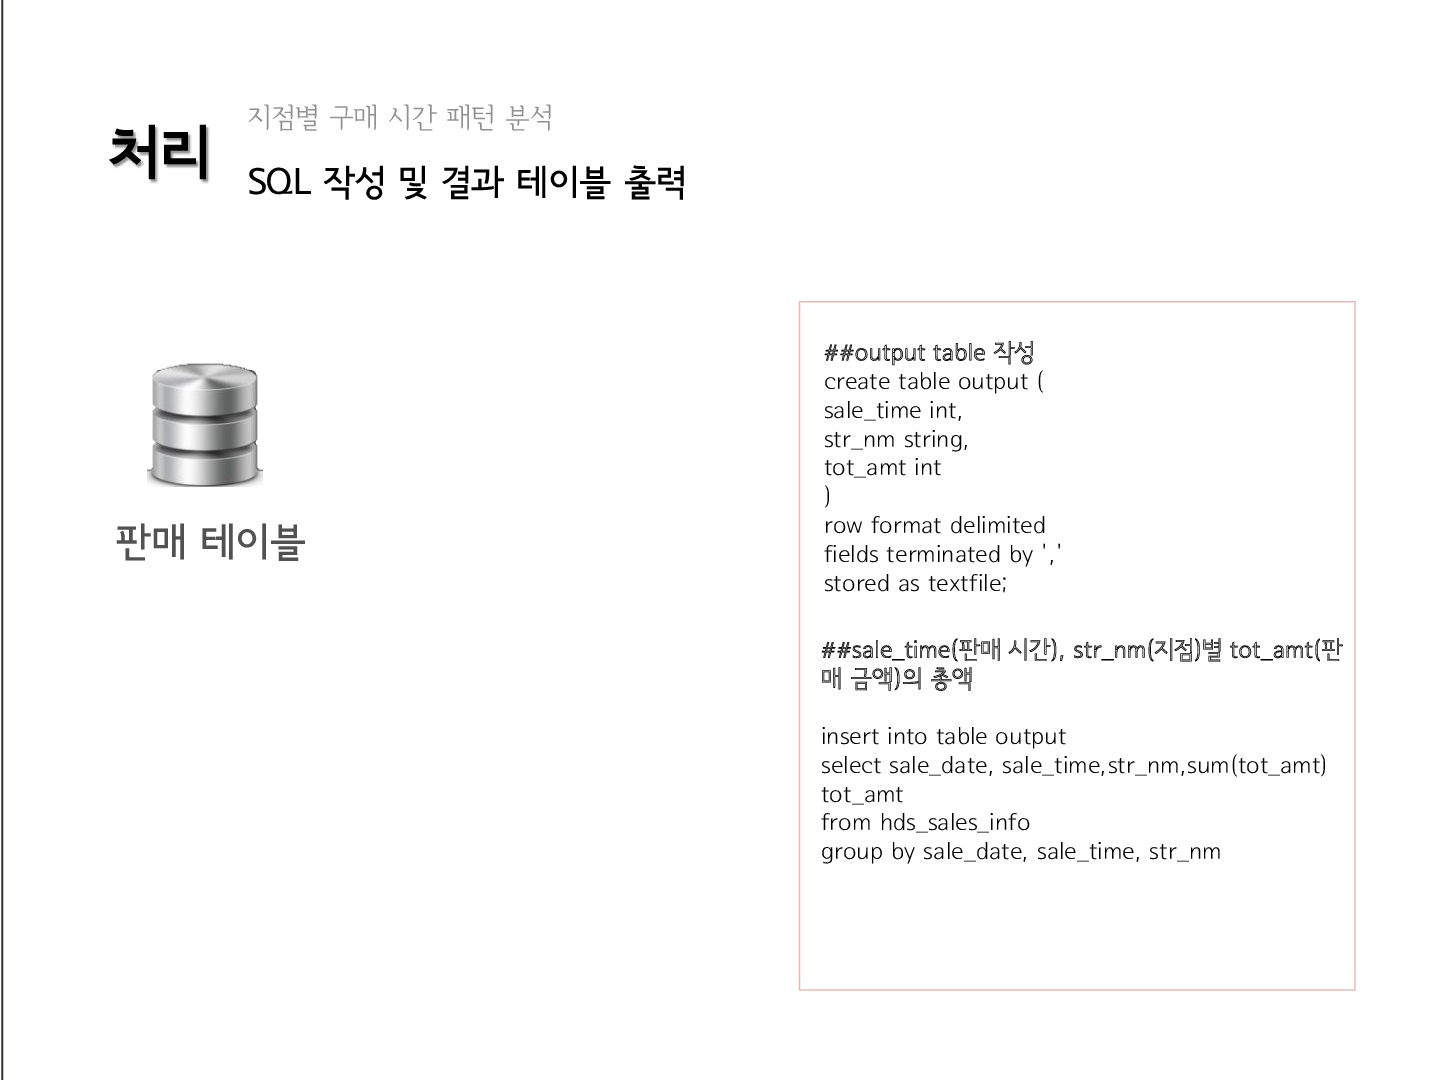 처리
지점별 구매 시간 패턴 분석
SQL 작성 및 결과 테이블 출력
판매 테이블
##output table 작성
create table output (
sale_time int,
str_nm string,
tot_amt int
)
row format delimited
fields terminated by ','
stored as textfile;
##sale_time(판매 시간), str_nm(지점)별 tot_amt(판
매 금액)의 총액
insert into table output
select sale_date, sale_time,str_nm,sum(tot_amt)
tot_amt
from hds_sales_info
group by sale_date, sale_time, str_nm